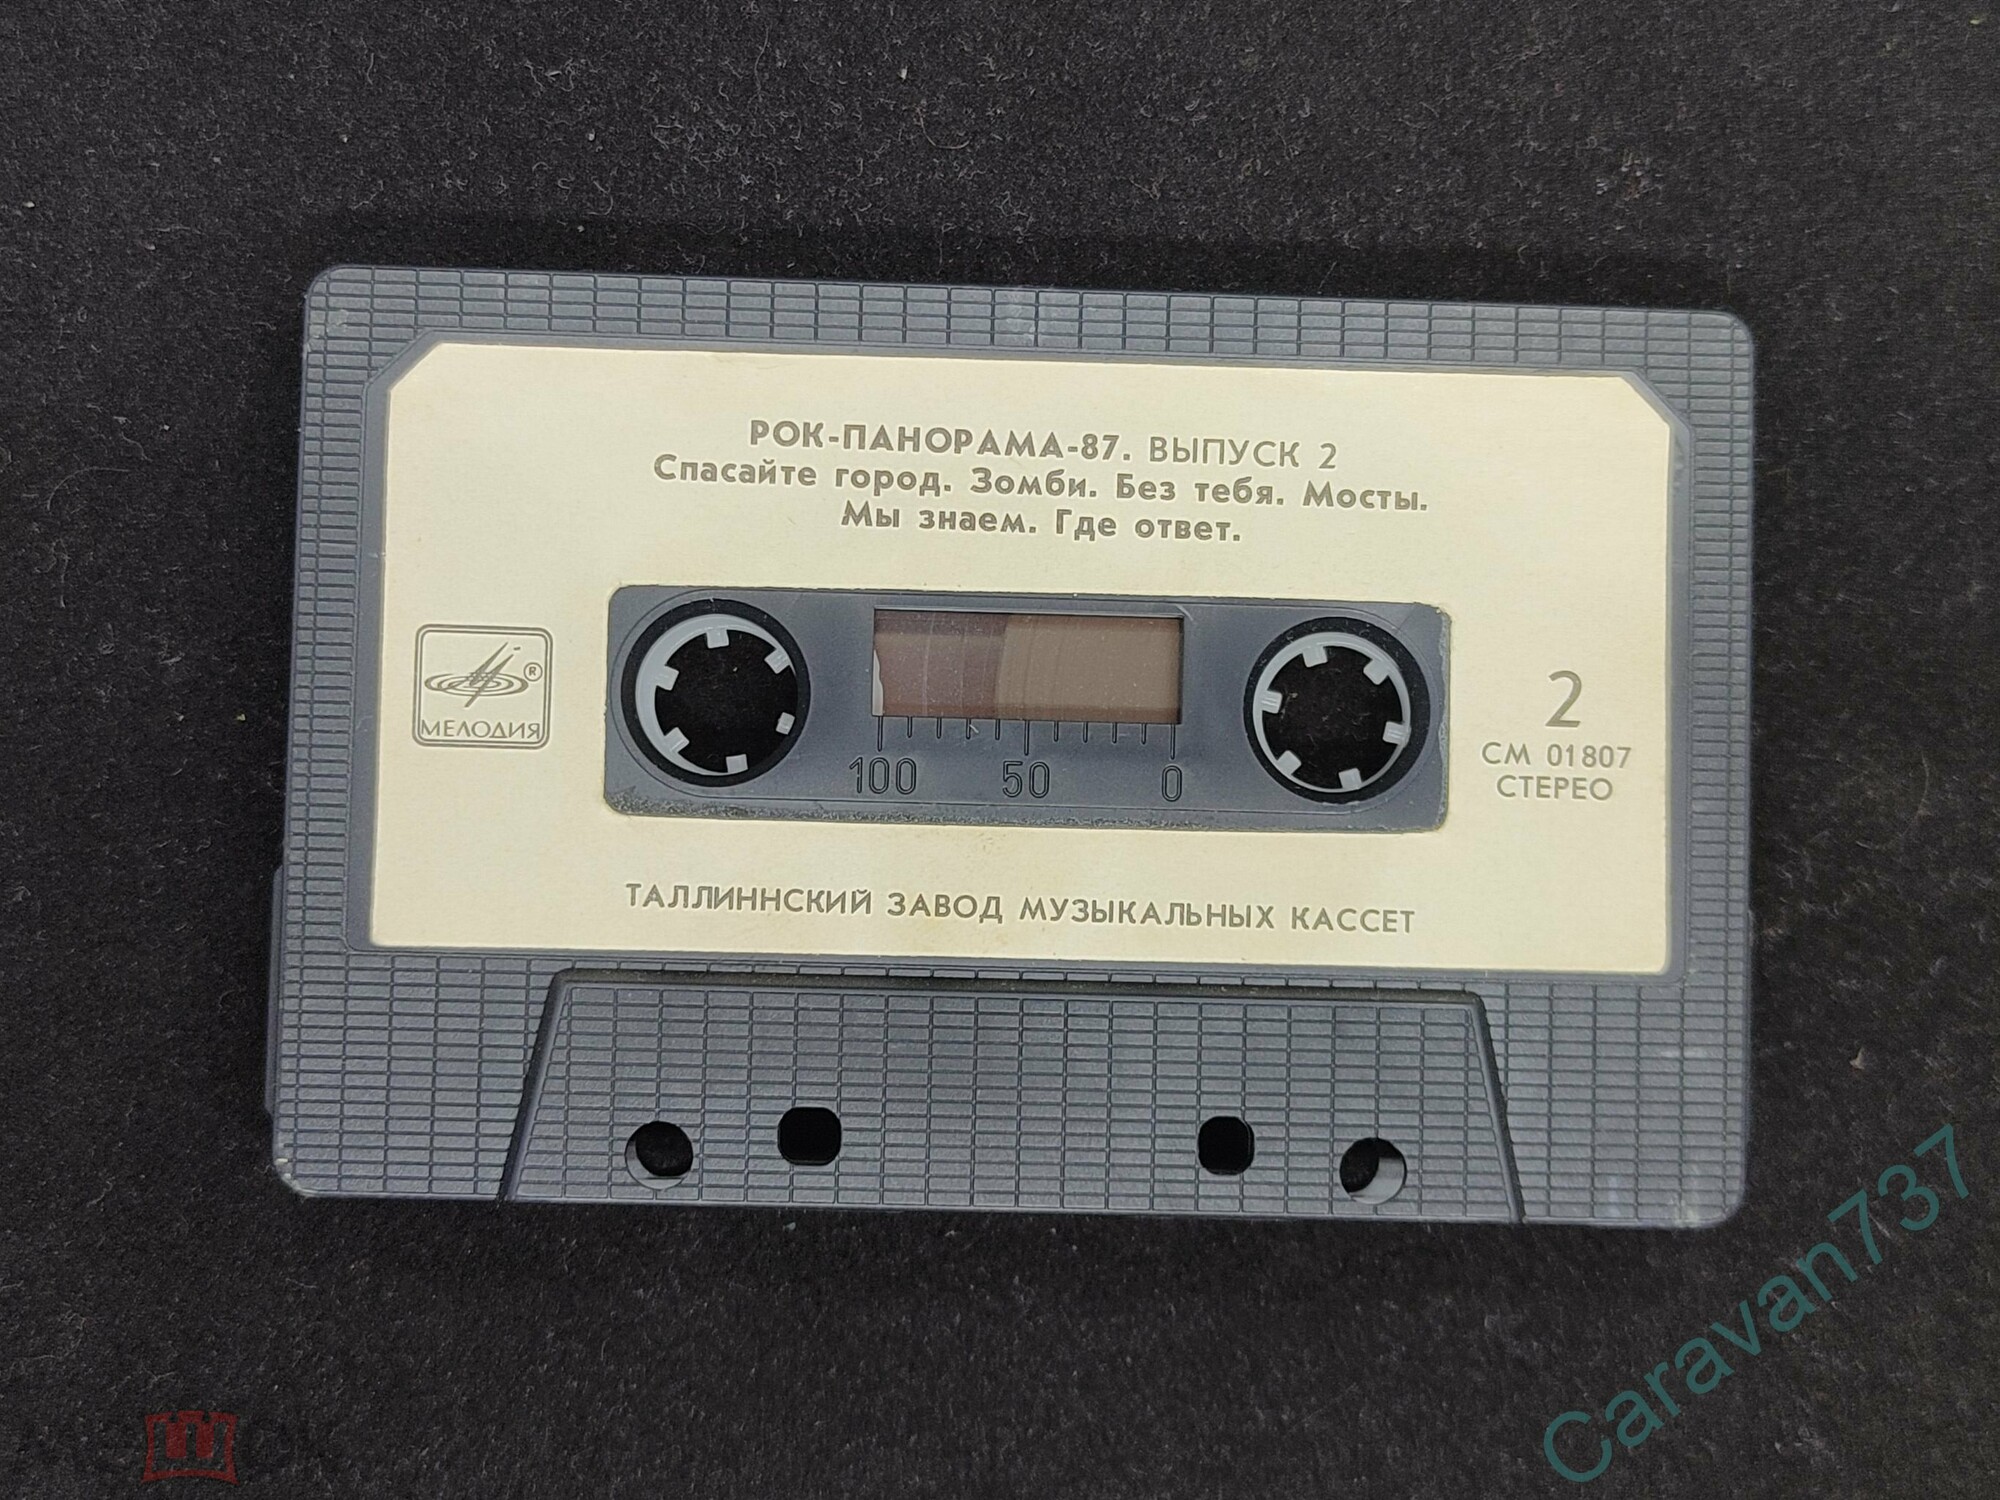 РОК-ПАНОРАМА-87. ВЫПУСК 2
Спасайте город. Зомби. Без тебя. Мосты.
Мы знаем. Где ответ.
®
МЕЛОДИЯ
100 50 0
2
СМ 01807
СТЕРЕО
ТАЛЛИННСКИЙ ЗАВОД МУЗЫКАЛЬНЫХ КАССЕТ
Caravan737